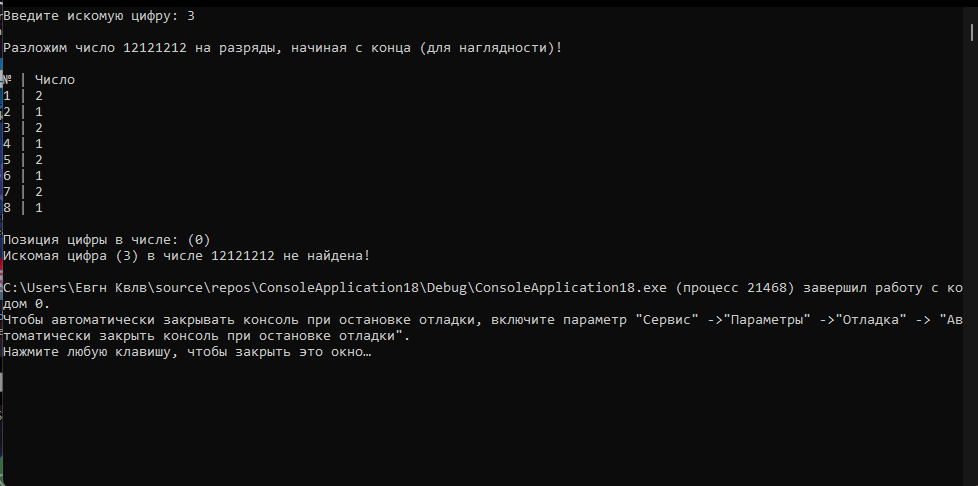 Введите искомую цифру: 3
Разложим число 12121212 на разряды, начиная с конца (для наглядности)!
№ | Число
1 | 2
2 | 1
3 | 2
4 | 1
5 | 2
6 | 1
7 | 2
8 | 1
Позиция цифры в числе: (0)
Искомая цифра (3) в числе 12121212 не найдена!
C:\Users\Евгн Квлв\source\repos\ConsoleApplication18\Debug\ConsoleApplication18.exe (процесс 21468) завершил работу с ко
дом 0.
Чтобы автоматически закрывать консоль при остановке отладки, включите параметр "Сервис" ->"Параметры" ->"Отладка" -> "Ав
томатически закрыть консоль при остановке отладки".
Нажмите любую клавишу, чтобы закрыть это окно…